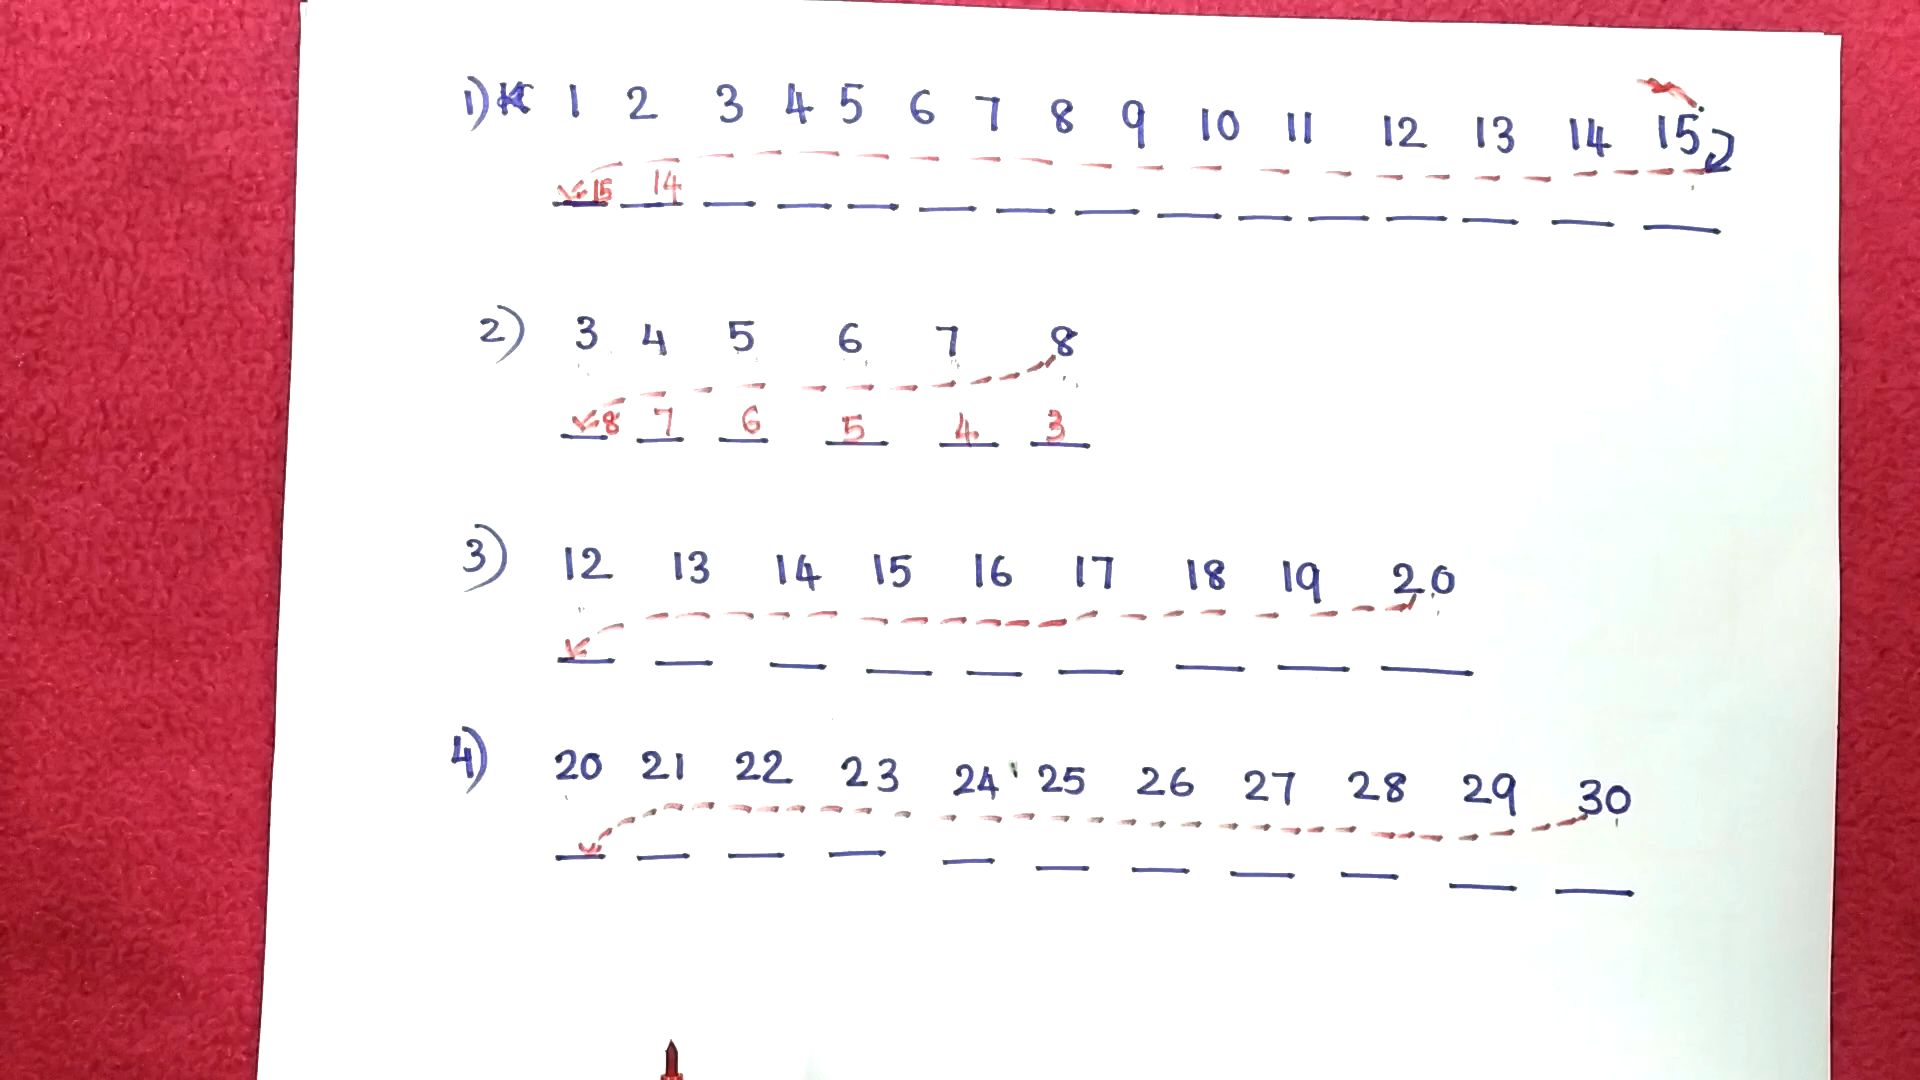 1) 1 2 3 4 5 6 7 8 9 10 11 12 13 14 15
15 14
2) 3 4 5 6 7 8
8 7 6 5 4 3
3) 12 13 14 15 16 17 18 19 20
4) 20 21 22 23 24 25 26 27 28 29 30